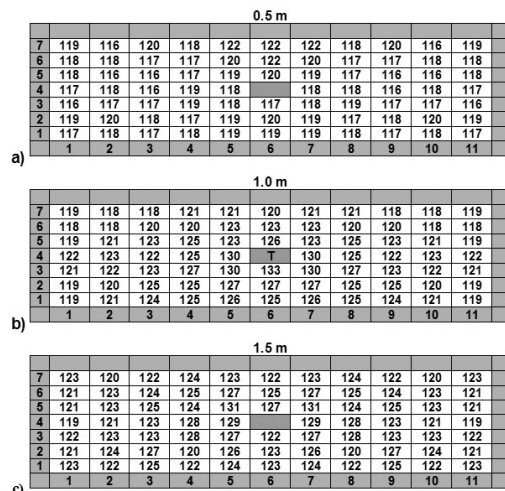 0.5 m
7 119 116 120 118 122 122 122 118 120 116 119
6 118 118 117 117 120 122 120 117 117 118 118
5 118 116 116 117 119 120 119 117 116 116 118
4 117 118 116 119 118 118 118 116 118 117
3 116 117 117 119 118 117 118 119 117 117 116
2 119 120 118 117 119 120 119 117 118 120 119
1 117 118 117 118 119 119 119 118 117 118 117
1 2 3 4 5 6 7 8 9 10 11
a)
1.0 m
7 119 118 118 121 121 120 121 121 118 118 119
6 118 118 120 120 123 123 123 120 120 118 118
5 119 121 123 125 123 126 123 125 123 121 119
4 122 123 122 125 130 T 130 125 122 123 122
3 121 122 123 127 130 133 130 127 123 122 121
2 119 120 125 125 127 127 127 125 125 120 119
1 119 121 124 125 126 125 126 125 124 121 119
1 2 3 4 5 6 7 8 9 10 11
b)
1.5 m
7 123 120 122 124 123 122 123 124 122 120 123
6 121 123 125 124 127 125 127 125 124 123 121
5 121 123 125 124 131 127 131 124 125 123 121
4 119 121 123 128 129 129 128 123 121 119
3 122 123 123 128 127 122 127 128 123 123 122
2 121 124 127 120 126 123 126 120 127 124 121
1 123 122 125 122 124 123 124 122 125 122 123
1 2 3 4 5 6 7 8 9 10 11
c)